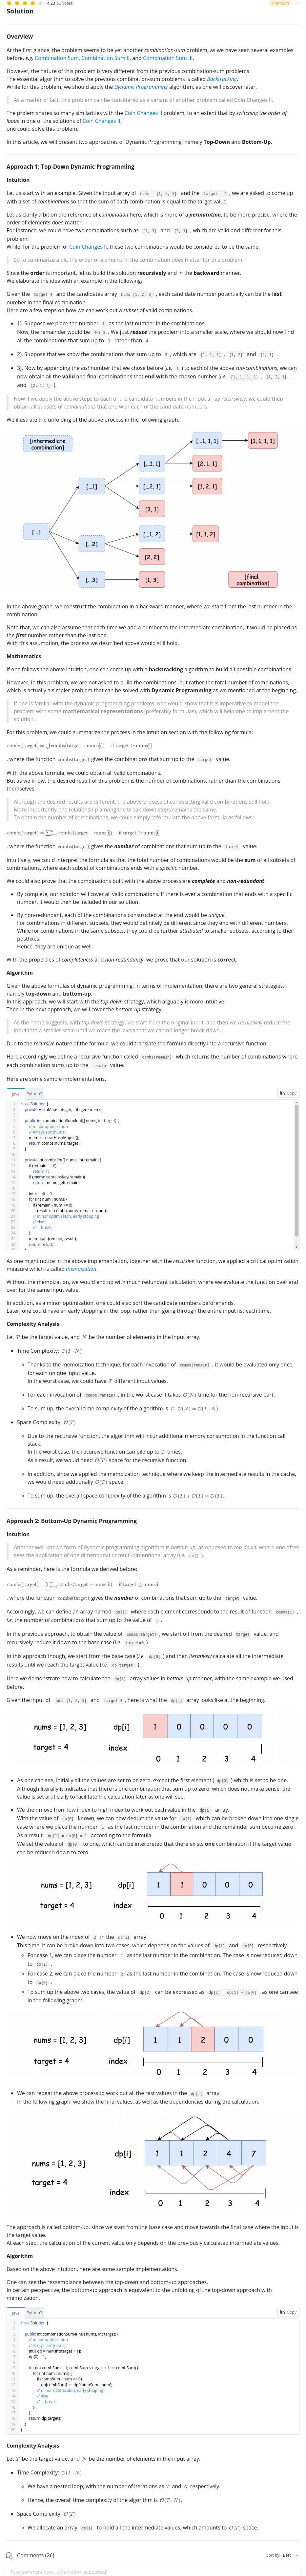 4.23 (53 votes)
Premium
Solution
Overview
At the first glance, the problem seems to be yet another combination-sum problem, as we have seen several examples
before, e.g. Combination Sum, Combination Sum II, and Combination Sum III.
However, the nature of this problem is very different from the previous combination-sum problems.
The essential algorithm to solve the previous combination-sum problems is called Backtracking.
While for this problem, we should apply the Dynamic Programming algorithm, as one will discover later.
As a matter of fact, this problem can be considered as a variant of another problem called Coin Changes II.
The prolem shares so many similarities with the Coin Changes II problem, to an extent that by switching the order of
loops in one of the solutions of Coin Changes II,
one could solve this problem.
In this article, we will present two approaches of Dynamic Programming, namely Top-Down and Bottom-Up.
Approach 1: Top-Down Dynamic Programming
Intuition
Let us start with an example. Given the input array of nums = [1, 2, 3] and the target = 4 , we are asked to come up
with a set of combinations so that the sum of each combination is equal to the target value.
Let us clarify a bit on the reference of combination here, which is more of a permutation, to be more precise, where the
order of elements does matter.
For instance, we could have two combinations such as [1, 3] and [3, 1] , which are valid and different for this
problem.
While, for the problem of Coin Changes II, these two combinations would be considered to be the same.
So to summarize a bit, the order of elements in the combination does matter for this problem.
Since the order is important, let us build the solution recursively and in the backward manner.
We elaborate the idea with an example in the following:
Given the target=4 and the candidates array nums=[1, 2, 3] , each candidate number potentially can be the last
number in the final combination.
Here are a few steps on how we can work out a subset of valid combinations.
1). Suppose we place the number 1 as the last number in the combinations.
Now, the remainder would be 4-1=3 . We just reduce the problem into a smaller scale, where we should now find
all the combinations that sum up to 3 rather than 4 .
2). Suppose that we know the combinations that sum up to 3 , which are [1, 1, 1] , [1, 2] and [2, 1] .
3). Now by appending the last number that we chose before (i.e. 1 ) to each of the above sub-combinations, we can
now obtain all the valid and final combinations that end with the chosen number (i.e. [1, 1, 1, 1] , [1, 2, 1] ,
and [2, 1, 1] ).
Now if we apply the above steps to each of the candidate numbers in the input array recursively, we could then
obtain all subsets of combinations that end with each of the candidate numbers.
We illustrate the unfolding of the above process in the following graph.
[intermediate
combination]
[...1, 1, 1]
[1, 1, 1, 1]
[...1, 1]
[2, 1, 1]
[...1]
[...2, 1]
[1, 2, 1]
[3, 1]
[...]
[...1, 2]
[1, 1, 2]
[...2]
[2, 2]
[...3]
[1, 3]
[final
combination]
In the above graph, we construct the combination in a backward manner, where we start from the last number in the
combination.
Note that, we can also assume that each time we add a number to the intermediate combination, it would be placed as
the first number rather than the last one.
With this assumption, the process we described above would still hold.
Mathematics
If one follows the above intuition, one can come up with a backtracking algorithm to build all possible combinations.
However, in this problem, we are not asked to build the combinations, but rather the total number of combinations,
which is actually a simpler problem that can be solved with Dynamic Programming as we mentioned at the beginning.
If one is familar with the dynamic programming problems, one would know that it is imperative to model the
problem with some mathematical representations (preferably formulas), which will help one to implement the
solution.
For this problem, we could summarize the process in the intuition section with the following formula:
, where the function combs(target) gives the combinations that sum up to the target value.
With the above formula, we could obtain all valid combinations.
But as we know, the desired result of this problem is the number of combinations, rather than the combinations
themselves.
Although the desired results are different, the above process of constructing valid combinations still hold.
More importantly, the relationship among the break-down steps remains the same.
To obtain the number of combinations, we could simply reformulate the above formula as follows:
, where the function combs(target) gives the number of combinations that sum up to the target value.
Intuitively, we could interpret the formula as that the total number of combinations would be the sum of all subsets of
combinations, where each subset of combinations ends with a specific number.
We could also prove that the combinations built with the above process are complete and non-redundant.
By complete, our solution will cover all valid combinations. If there is ever a combination that ends with a specific
number, it would then be included in our solution.
By non-redundant, each of the combinations constructed at the end would be unique.
For combinations in different subsets, they would definitely be different since they end with different numbers.
While for combinations in the same subsets, they could be further divided to smaller subsets, according to their
postfixes.
Hence, they are unique as well.
With the properties of completeness and non-redundancy, we prove that our solution is correct.
Algorithm
Given the above formulas of dynamic programming, in terms of implementation, there are two general strategies,
namely top-down and bottom-up.
In this approach, we will start with the top-down strategy, which arguably is more intuitive.
Then in the next approach, we will over the bottom-up strategy.
As the name suggests, with top-down strategy, we start from the original input, and then we recursively reduce the
input into a smaller scale until we reach the levels that we can no longer break down.
Due to the recursive nature of the formula, we could translate the formula directly into a recursive function.
Here accordingly we define a recursive function called combs(remain) which returns the number of combinations where
each combination sums up to the remain value.
Here are some sample implementations.
Java
Python3
Copy
1 class Solution {
2 private HashMap<Integer, Integer> memo;
3
4 public int combinationSum4(int[] nums, int target) {
5 // minor optimization
6 // Arrays.sort(nums);
7 memo = new HashMap<>();
8 return combs(nums, target);
9 }
10
11 private int combs(int[] nums, int remain) {
12 if (remain == 0)
13 return 1;
14 if (memo.containsKey(remain))
15 return memo.get(remain);
16
17 int result = 0;
18 for (int num : nums) {
19 if (remain - num >= 0)
20 result += combs(nums, remain - num);
21 // minor optimizaton, early stopping
22 // else
23 // break;
24 }
25 memo.put(remain, result);
26 return result;
As one might notice in the above implementation, together with the recursive function, we applied a crucial optimization
measure which is called memoization.
Without the memoization, we would end up with much redundant calculation, where we evaluate the function over and
over for the same input value.
In addition, as a minor optimization, one could also sort the candidate numbers beforehands.
Later, one could have an early stopping in the loop, rather than going through the entire input list each time.
Complexity Analysis
Let T be the target value, and N be the number of elements in the input array.
Time Complexity: O(T · N)
Thanks to the memoization technique, for each invocation of combs(remain) , it would be evaluated only once,
for each unique input value.
In the worst case, we could have T different input values.
For each invocation of combs(remain) , in the worst case it takes O(N) time for the non-recursive part.
To sum up, the overall time complexity of the algorithm is T · O(N) = O(T · N).
Space Complexity: O(T)
Due to the recursive function, the algorithm will incur additional memory consumption in the function call
stack.
In the worst case, the recursive function can pile up to T times.
As a result, we would need O(T) space for the recursive function.
In addition, since we applied the memoization technique where we keep the intermediate results in the cache,
we would need addtionally O(T) space.
To sum up, the overall space complexity of the algorithm is O(T) + O(T) = O(T).
Approach 2: Bottom-Up Dynamic Programming
Intuition
Another well-known form of dynamic programming algorithm is bottom-up, as opposed to top-down, where one often
sees the application of one dimentional or multi-dimentional array (i.e. dp[] ).
As a reminder, here is the formula we derived before:
, where the function combs(target) gives the number of combinations that sum up to the target value.
Accordingly, we can define an array named dp[i] where each element corresponds to the result of function combs(i) ,
i.e. the number of combinations that sum up to the value of i .
In the previous approach, to obtain the value of combs(target) , we start off from the desired target value, and
recursively reduce it down to the base case (i.e. target=0 ).
In this approach though, we start from the base case (i.e. dp[0] ) and then iteratively calculate all the intermediate
results until we reach the target value (i.e. dp[target] ).
Here we demonstrate how to calculate the dp[i] array values in bottom-up manner, with the same example we used
before.
Given the input of nums=[1, 2, 3] and target=4 , here is what the dp[i] array looks like at the beginning.
nums = [1, 2, 3] dp[i] 1 0 0 0 0
target = 4 index 0 1 2 3 4
As one can see, initially all the values are set to be zero, except the first element dp[0] ) which is set to be one.
Although literally it indicates that there is one combination that sum up to zero, which does not make sense, the
value is set artificially to facilitate the calculation later as one will see.
We then move from low index to high index to work out each value in the dp[i] array.
With the value of dp[0] known, we can now deduct the value for dp[1] which can be broken down into one single
case where we place the number 1 as the last number in the combination and the remainder sum become zero.
As a result, dp[1] = dp[0] = 1 according to the formula.
We set the value of dp[0] to be one, which can be interpreted that there exists one combination if the target value
can be reduced down to zero.
nums = [1, 2, 3] dp[i] 1 1 0 0 0
target = 4 index 0 1 2 3 4
We now move on the index of 2 in the dp[i] array.
This time, it can be broke down into two cases, which depends on the values of dp[1] and dp[0] respectively.
For case 1, we can place the number 1 as the last number in the combination. The case is now reduced down
to dp[1] .
For case 2, we can place the number 2 as the last number in the combination. The case is now reduced down
to dp[0] .
To sum up the above two cases, the value of dp[2] can be expressed as dp[2] = dp[1] + dp[0] , as one can see
in the following graph:
nums = [1, 2, 3] dp[i] 1 1 2 0 0
target = 4 index 0 1 2 3 4
We can repeat the above process to work out all the rest values in the dp[i] array.
In the following graph, we show the final values, as well as the dependencies during the calculation.
nums = [1, 2, 3] dp[i] 1 1 2 4 7
target = 4 index 0 1 2 3 4
The approach is called bottom-up, since we start from the base case and move towards the final case where the input is
the target value.
At each step, the calculation of the current value only depends on the previously calculated intermediate values.
Algorithm
Based on the above intuition, here are some sample implementations.
One can see the ressemblance between the top-down and bottom-up approaches.
In certain perspective, the bottom-up approach is equivalent to the unfolding of the top-down approach with
memoization.
Java
Python3
Copy
1 class Solution {
2
3 public int combinationSum4(int[] nums, int target) {
4 // minor optimization
5 // Arrays.sort(nums);
6 int[] dp = new int[target + 1];
7 dp[0] = 1;
8
9 for (int combSum = 1; combSum < target + 1; ++combSum) {
10 for (int num : nums) {
11 if (combSum - num >= 0)
12 dp[combSum] += dp[combSum - num];
13 // minor optimizaton, early stopping
14 // else
15 // break;
16 }
17 }
18 return dp[target];
19 }
20 }
Complexity Analysis
Let T be the target value, and N be the number of elements in the input array.
Time Complexity: O(T · N)
We have a nested loop, with the number of iterations as T and N respectively.
Hence, the overall time complexity of the algorithm is O(T · N).
Space Complexity: O(T)
We allocate an array dp[i] to hold all the intermediate values, which amounts to O(T) space.
Comments (26)
Sort by: Best
Type comment here... (Markdown supported)